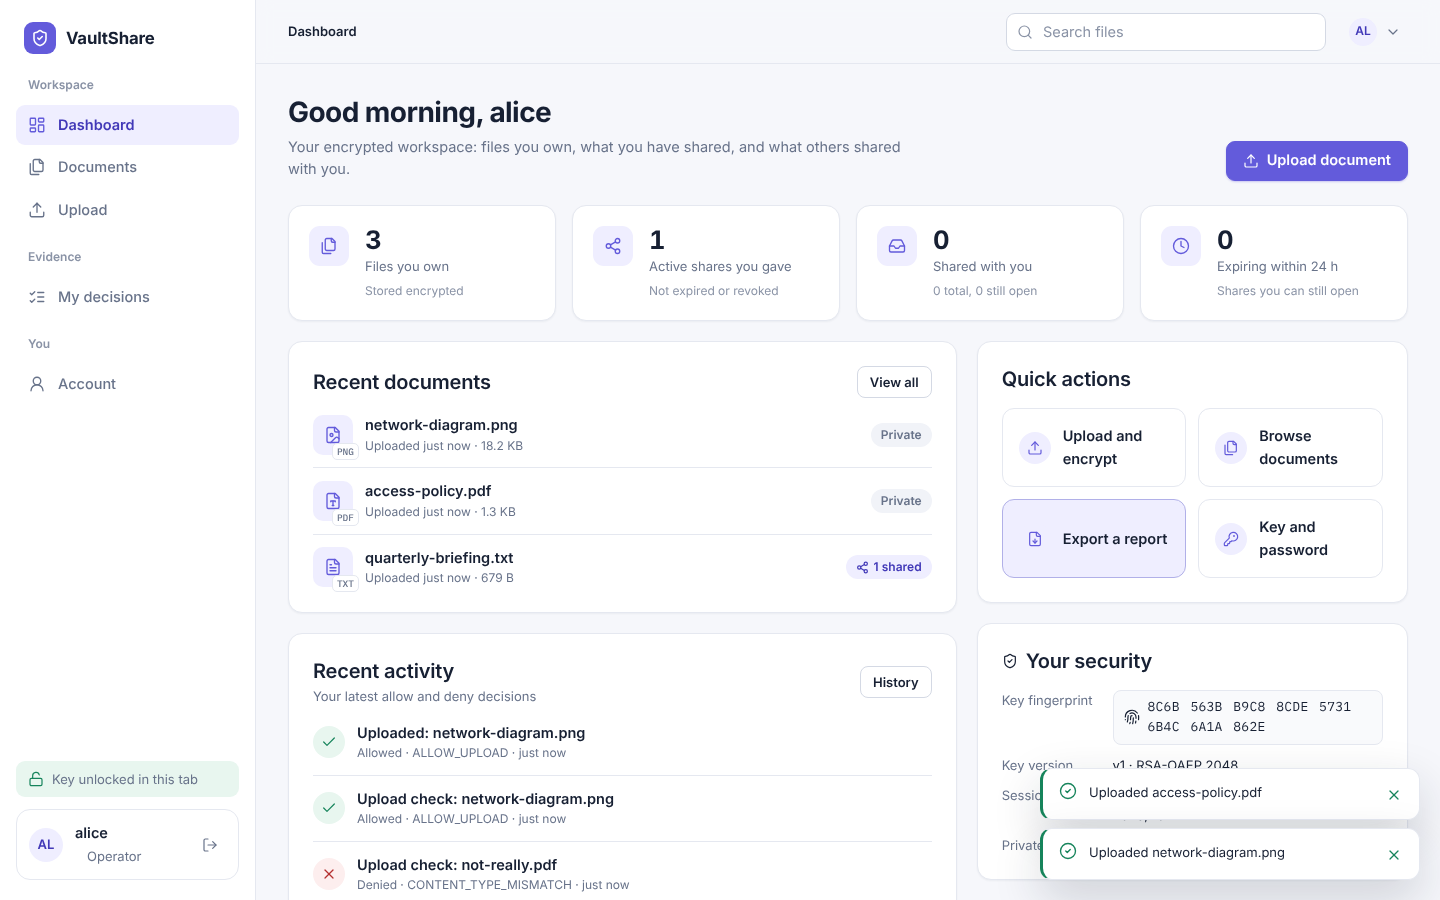 VaultShare
Workspace
Dashboard
Documents
Upload
Evidence
My decisions
You
Account
Key unlocked in this tab
AL
alice
Operator
Dashboard
Search files
AL
Good morning, alice
Your encrypted workspace: files you own, what you have shared, and what others shared
with you.
Upload document
3
Files you own
Stored encrypted
1
Active shares you gave
Not expired or revoked
0
Shared with you
0 total, 0 still open
0
Expiring within 24 h
Shares you can still open
Recent documents
View all
network-diagram.png
Uploaded just now · 18.2 KB
PNG
Private
access-policy.pdf
Uploaded just now · 1.3 KB
PDF
Private
quarterly-briefing.txt
Uploaded just now · 679 B
TXT
1 shared
Recent activity
Your latest allow and deny decisions
History
Uploaded: network-diagram.png
Allowed · ALLOW_UPLOAD · just now
Upload check: network-diagram.png
Allowed · ALLOW_UPLOAD · just now
Upload check: not-really.pdf
Denied · CONTENT_TYPE_MISMATCH · just now
Quick actions
Upload and
encrypt
Browse
documents
Export a report
Key and
password
Your security
Key fingerprint
8C6B 563B B9C8 8CDE 5731
6B4C 6A1A 862E
Key version
v1 · RSA-OAEP 2048
Uploaded access-policy.pdf
Uploaded network-diagram.png